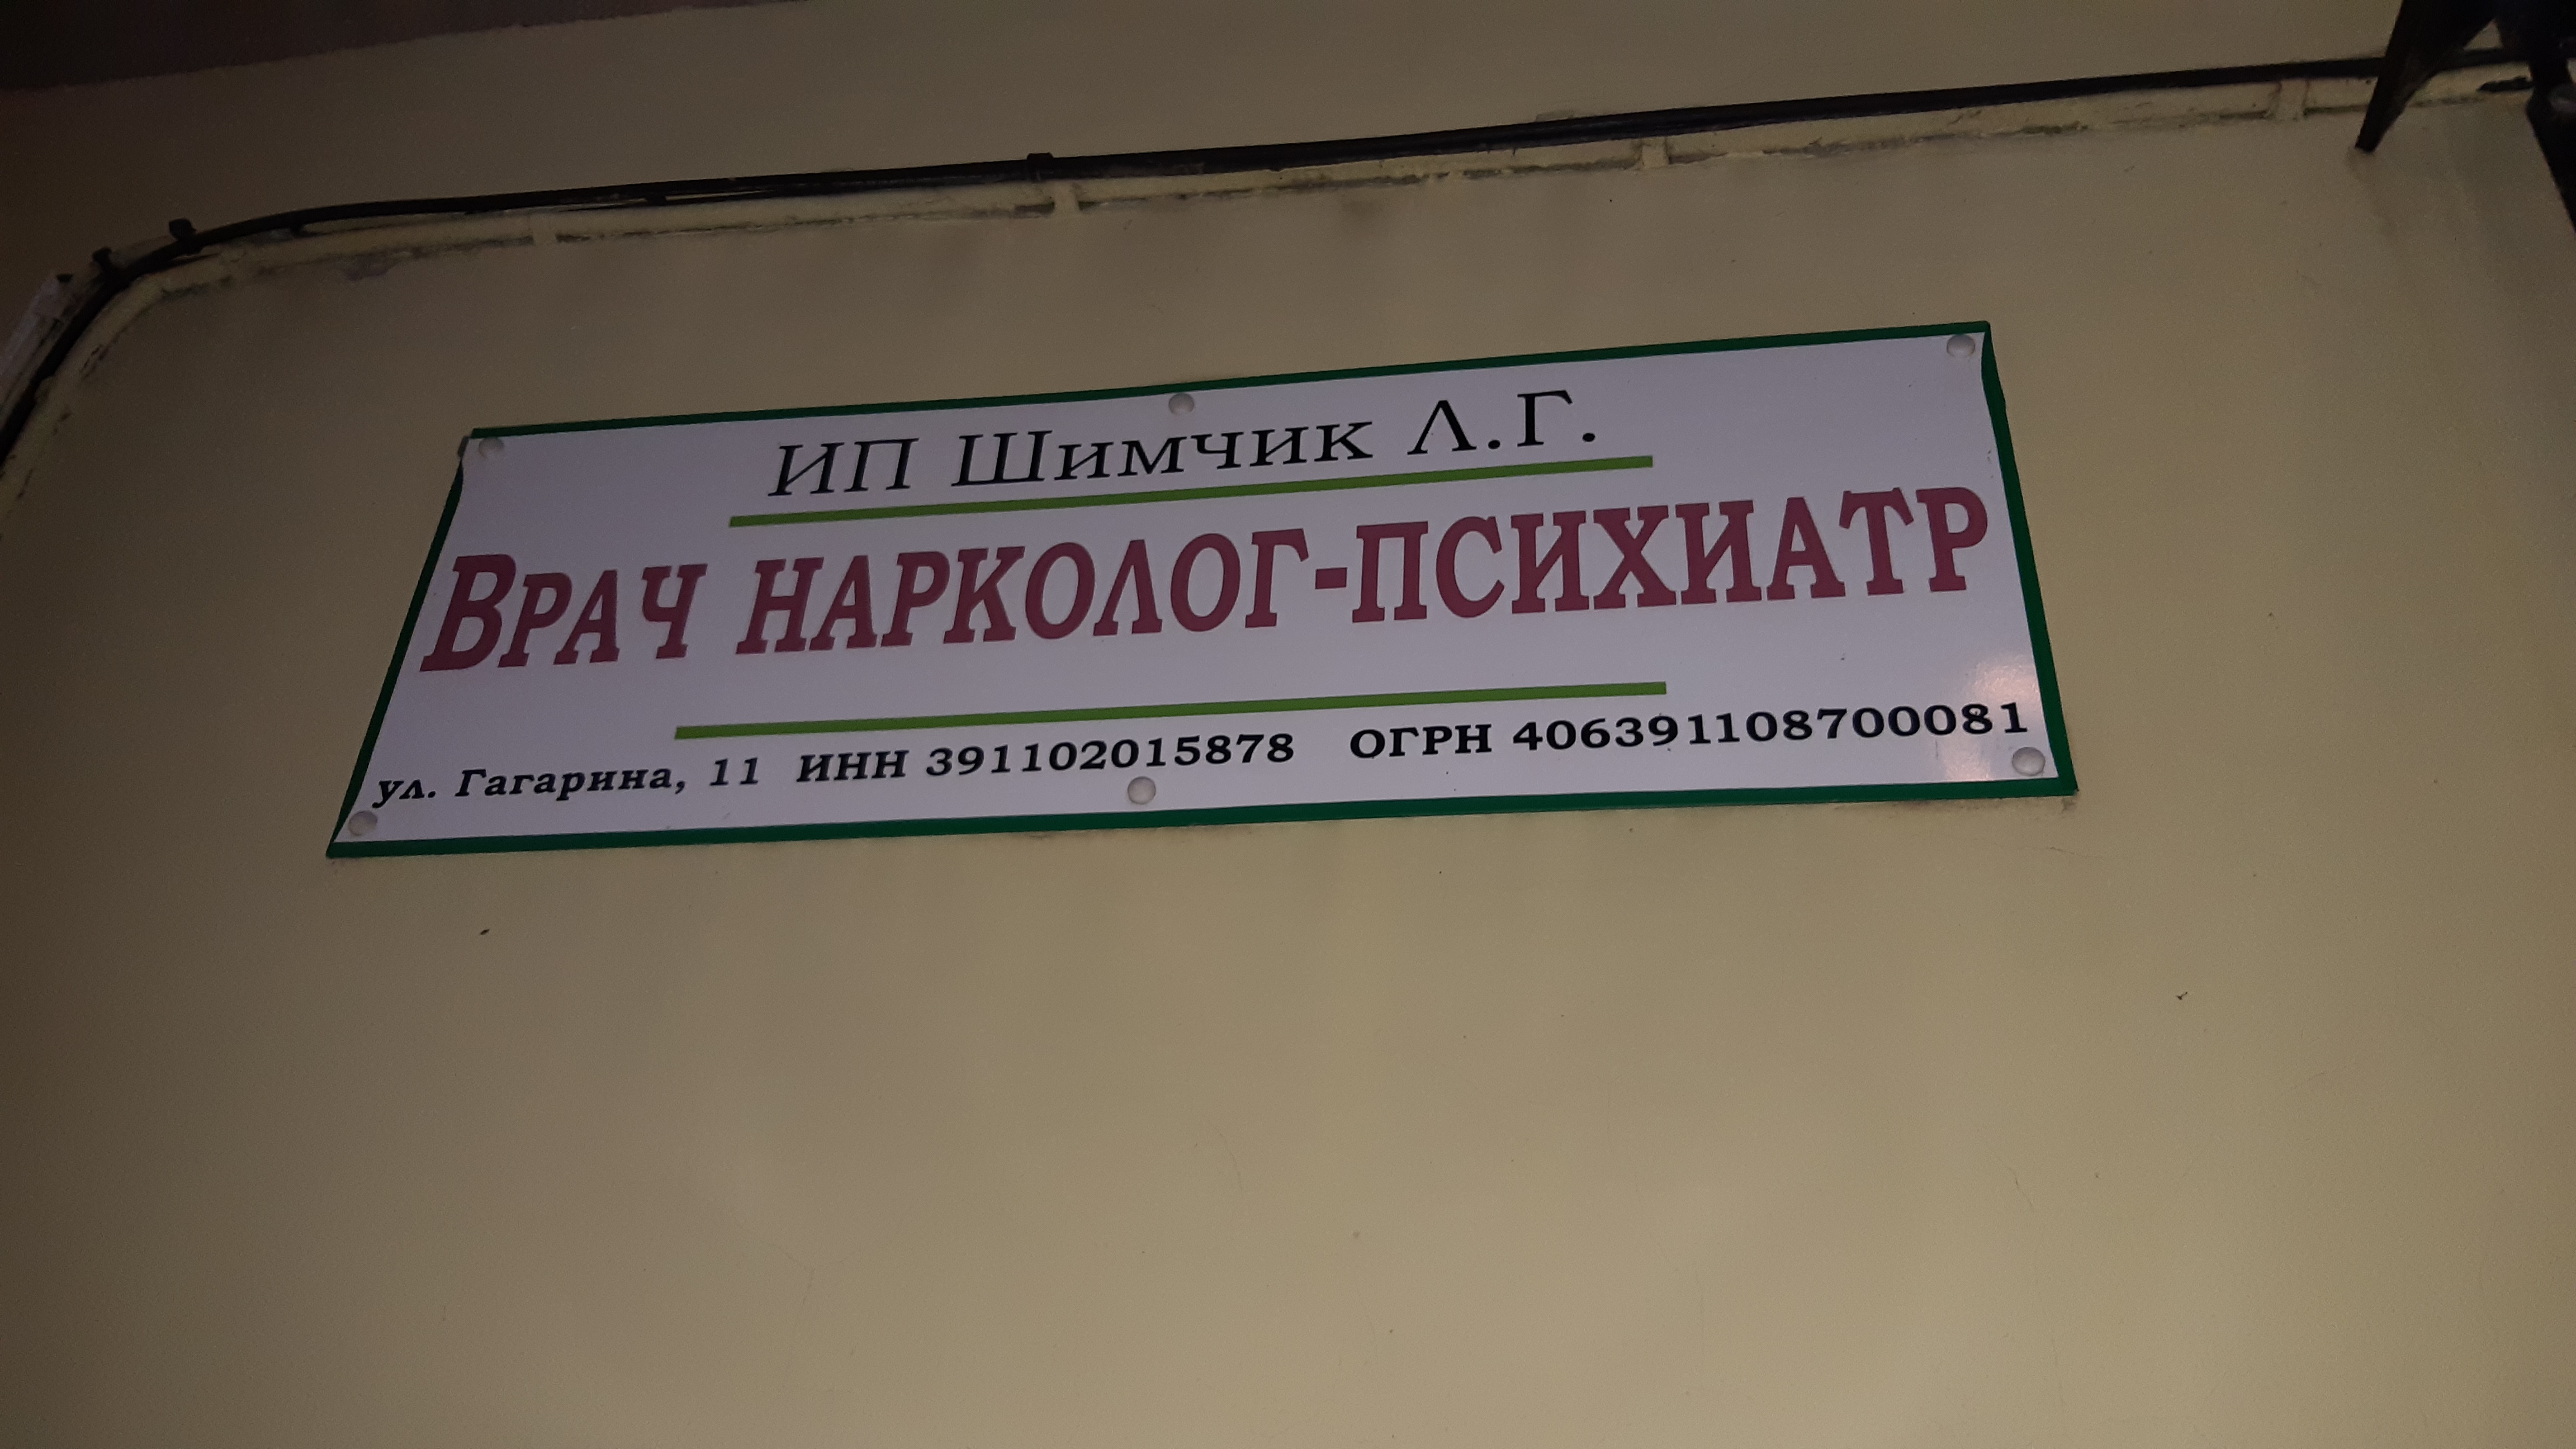 ИП Шимчик Л.Г.
Врач нарколог-психиатр
ул. Гагарина, 11 ИНН 391102015878 ОГРН 406391108700081